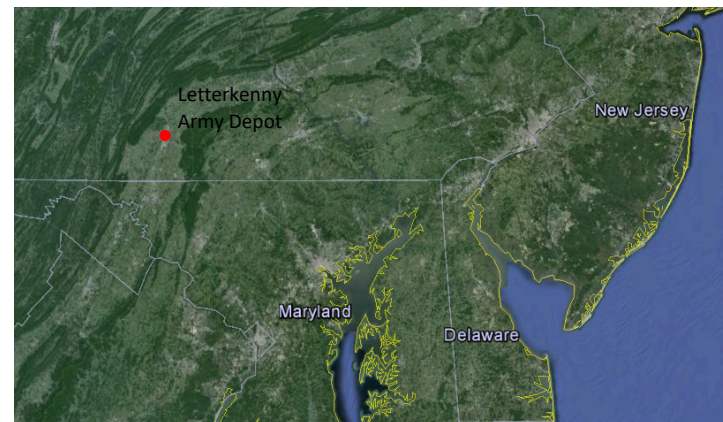 Letterkenny
Army Depot
New Jersey
Maryland
Delaware